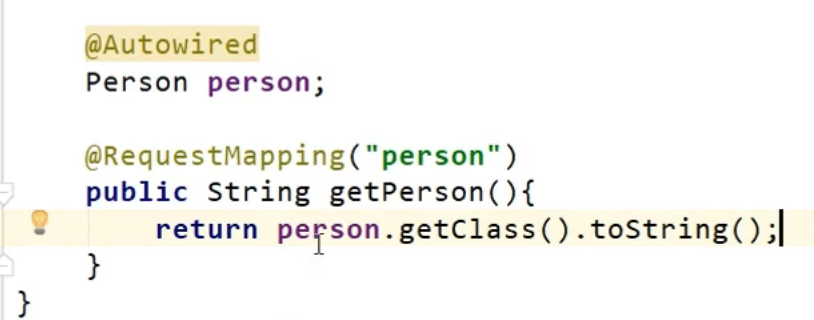 @Autowired
Person person;
@RequestMapping("person")
public String getPerson(){
return person.getClass().toString();
}
}